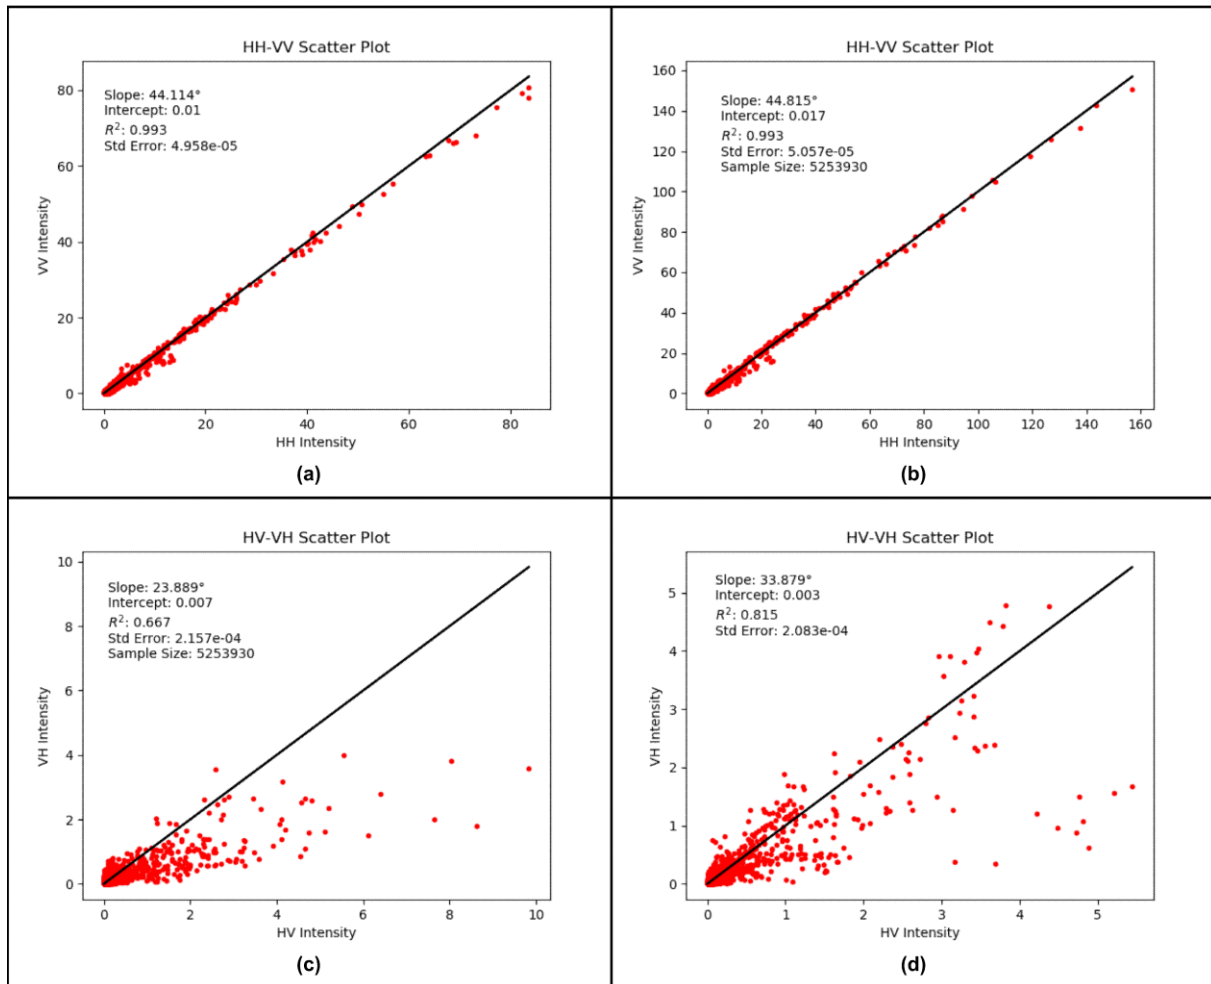 HH-VV Scatter Plot
Slope: 44.114°
Intercept: 0.01
R²: 0.993
Std Error: 4.958e-05
80
60
40
20
0
VV Intensity
0 20 40 60 80
HH Intensity
(a)
HH-VV Scatter Plot
Slope: 44.815°
Intercept: 0.017
R²: 0.993
Std Error: 5.057e-05
Sample Size: 5253930
160
140
120
100
80
60
40
20
0
VV Intensity
0 20 40 60 80 100 120 140 160
HH Intensity
(b)
HV-VH Scatter Plot
Slope: 23.889°
Intercept: 0.007
R²: 0.667
Std Error: 2.157e-04
Sample Size: 5253930
10
8
6
4
2
0
VH Intensity
0 2 4 6 8 10
HV Intensity
(c)
HV-VH Scatter Plot
Slope: 33.879°
Intercept: 0.003
R²: 0.815
Std Error: 2.083e-04
5
4
3
2
1
0
VH Intensity
0 1 2 3 4 5
HV Intensity
(d)